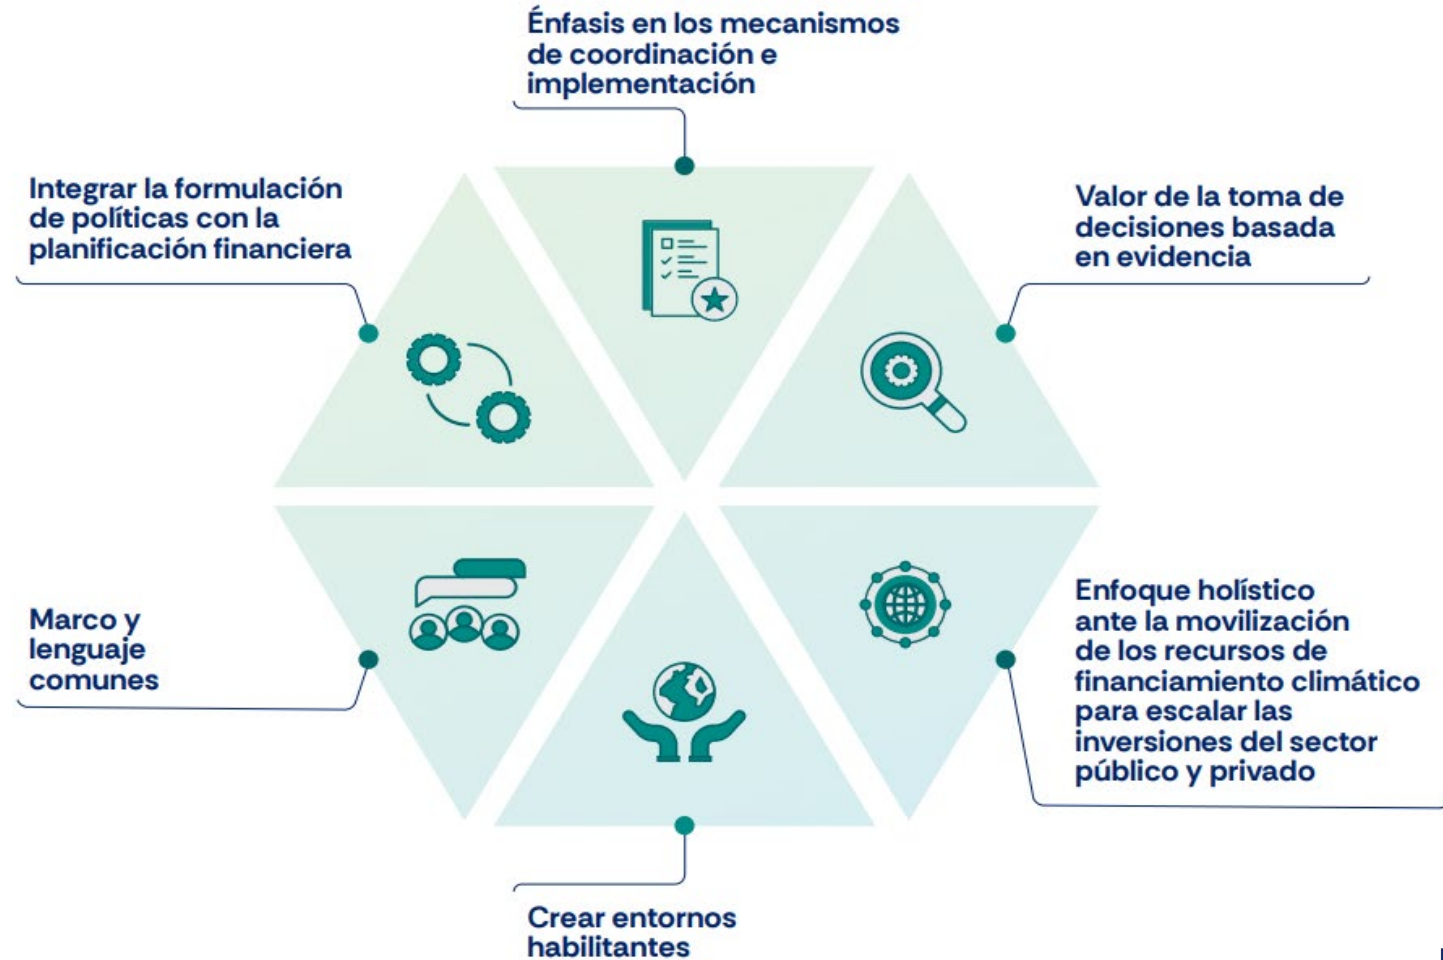 Énfasis en los mecanismos
de coordinación e
implementación
Integrar la formulación
de políticas con la
planificación financiera
Valor de la toma de
decisiones basada
en evidencia
Marco y
lenguaje
comunes
Enfoque holístico
ante la movilización
de los recursos de
financiamiento climático
para escalar las
inversiones del sector
público y privado
Crear entornos
habilitantes